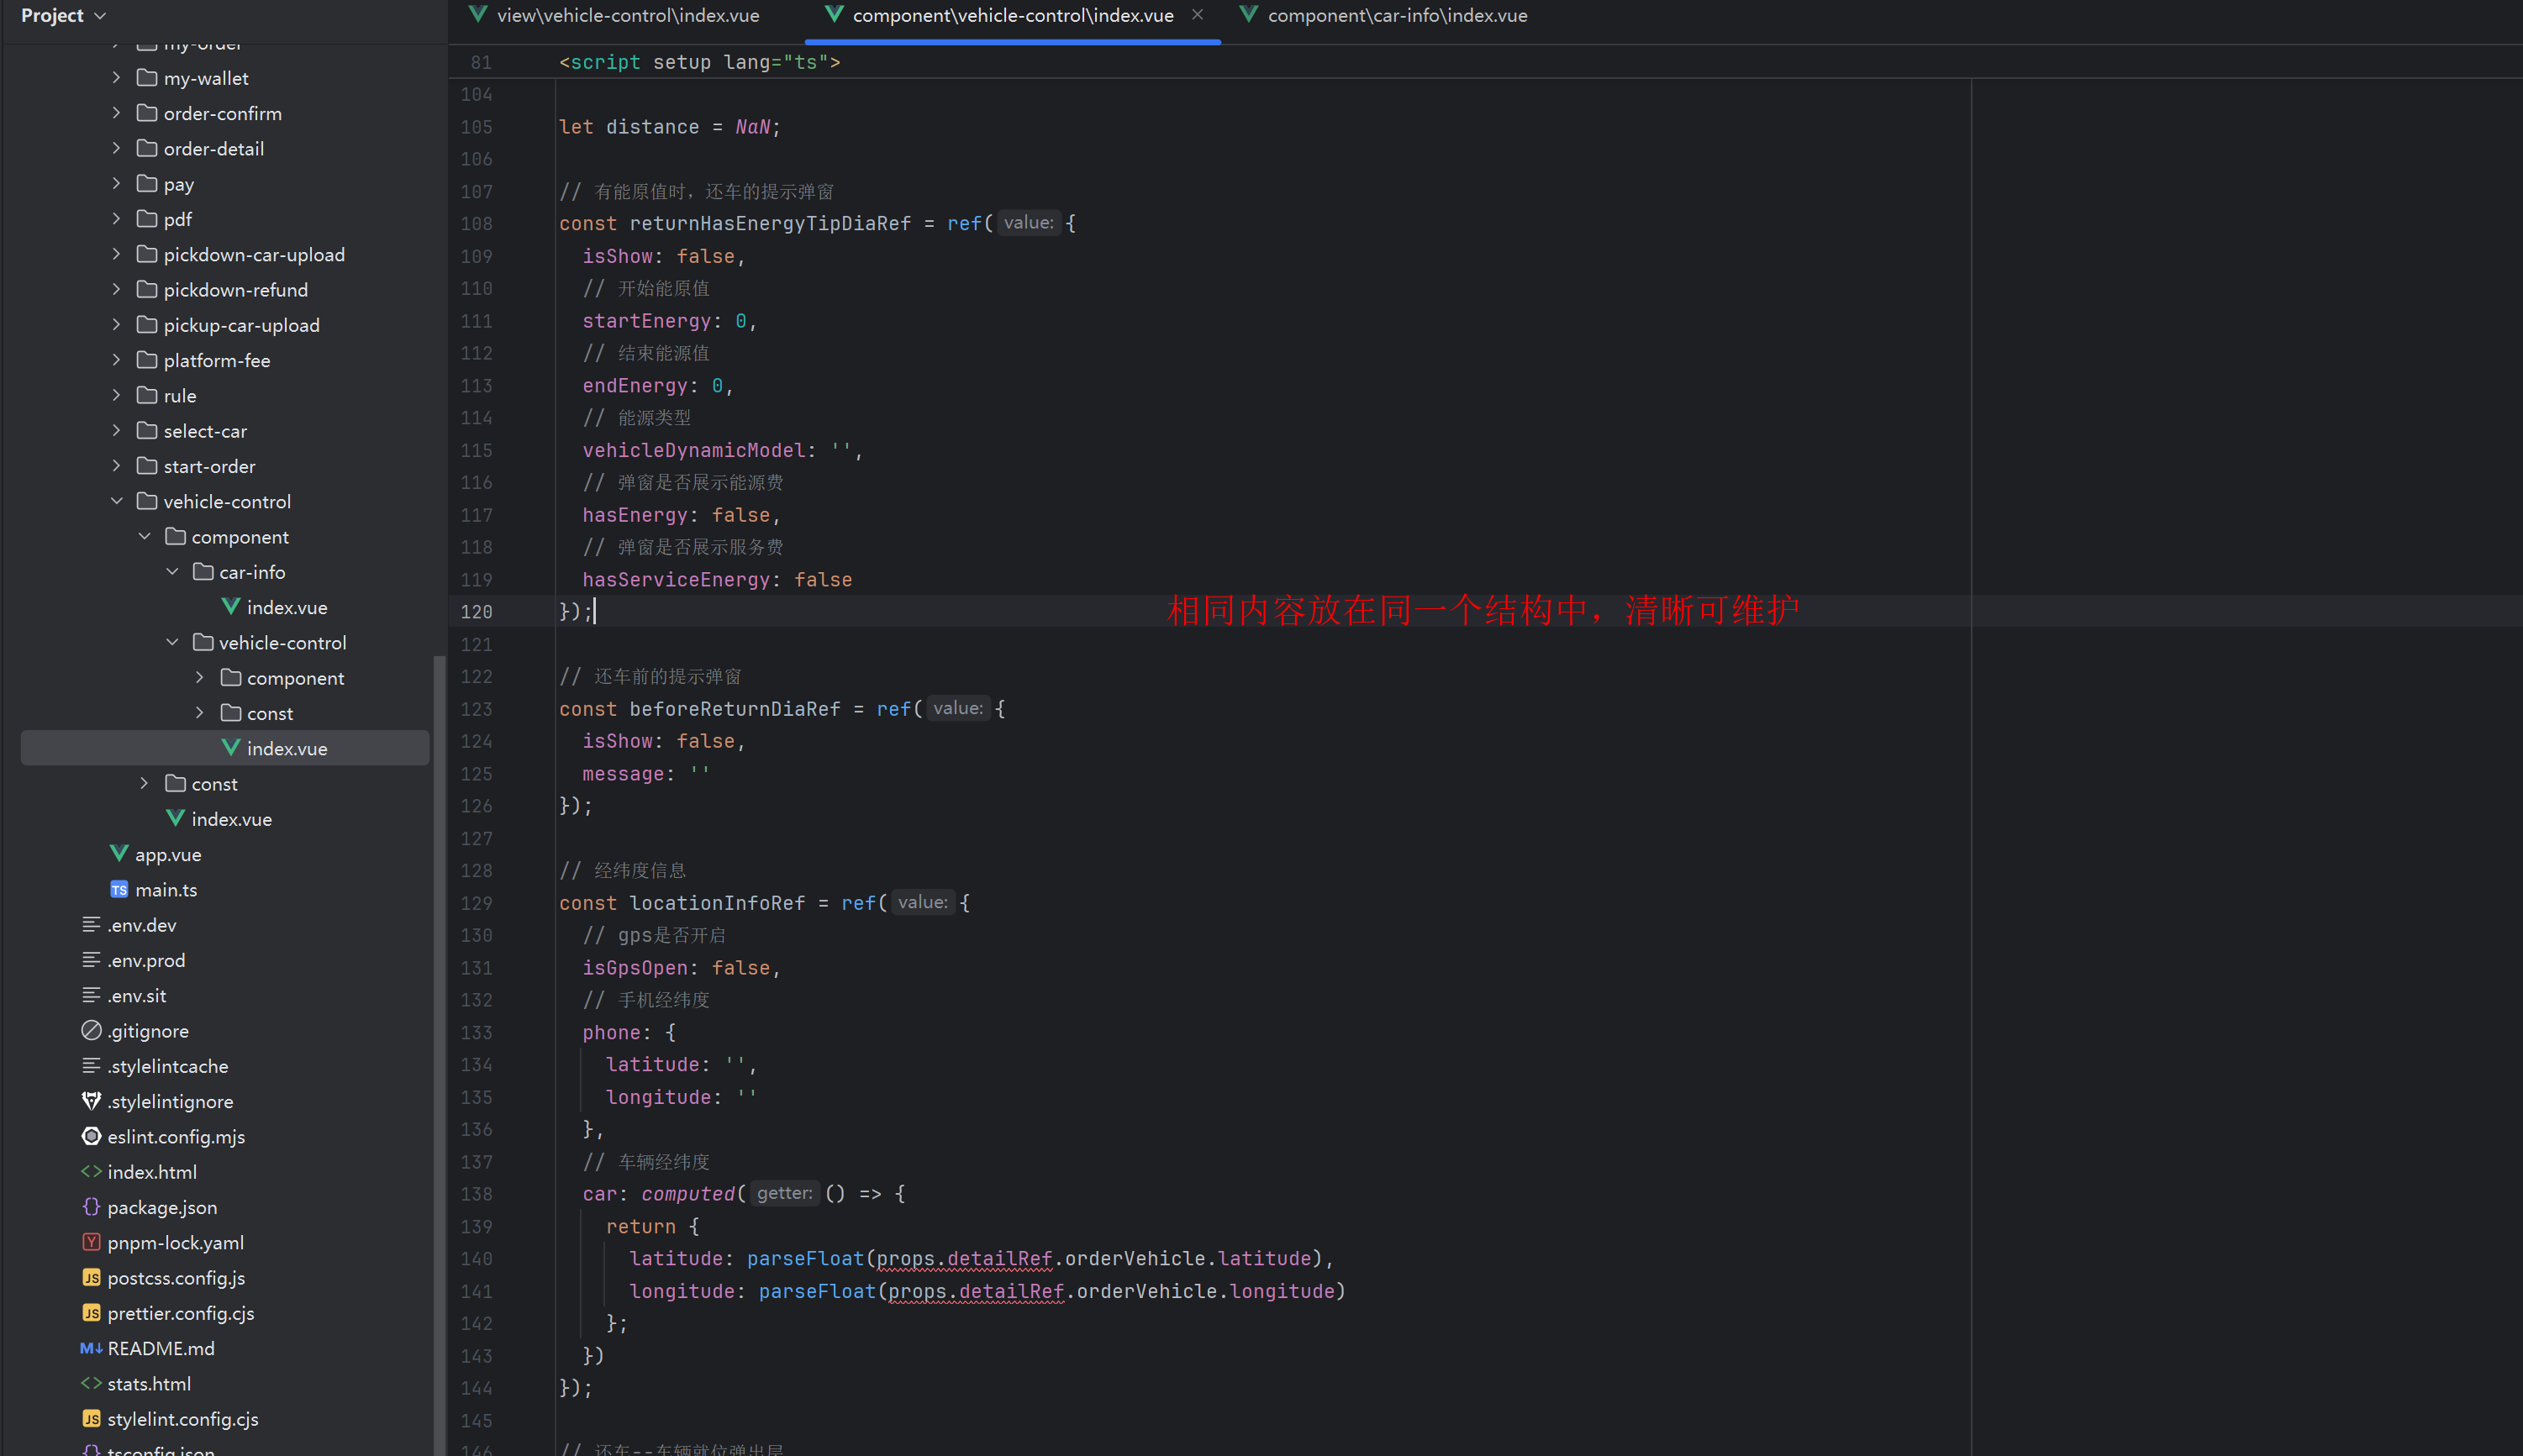 Project
view\vehicle-control\index.vue
component\vehicle-control\index.vue
component\car-info\index.vue
my-order
my-wallet
order-confirm
order-detail
pay
pdf
pickdown-car-upload
pickdown-refund
pickup-car-upload
platform-fee
rule
select-car
start-order
vehicle-control
component
car-info
index.vue
vehicle-control
component
const
index.vue
const
index.vue
app.vue
main.ts
.env.dev
.env.prod
.env.sit
.gitignore
.stylelintcache
.stylelintignore
eslint.config.mjs
index.html
package.json
pnpm-lock.yaml
postcss.config.js
prettier.config.cjs
README.md
stats.html
stylelint.config.cjs
tsconfig.json
81 <script setup lang="ts">
104
105 let distance = NaN;
106
107 // 有能原值时，还车的提示弹窗
108 const returnHasEnergyTipDiaRef = ref( value: {
109 isShow: false,
110 // 开始能原值
111 startEnergy: 0,
112 // 结束能源值
113 endEnergy: 0,
114 // 能源类型
115 vehicleDynamicModel: '',
116 // 弹窗是否展示能源费
117 hasEnergy: false,
118 // 弹窗是否展示服务费
119 hasServiceEnergy: false
120 });
相同内容放在同一个结构中，清晰可维护
121
122 // 还车前的提示弹窗
123 const beforeReturnDiaRef = ref( value: {
124 isShow: false,
125 message: ''
126 });
127
128 // 经纬度信息
129 const locationInfoRef = ref( value: {
130 // gps是否开启
131 isGpsOpen: false,
132 // 手机经纬度
133 phone: {
134 latitude: '',
135 longitude: ''
136 },
137 // 车辆经纬度
138 car: computed( getter: () => {
139 return {
140 latitude: parseFloat(props.detailRef.orderVehicle.latitude),
141 longitude: parseFloat(props.detailRef.orderVehicle.longitude)
142 };
143 })
144 });
145
146 // 还车--车辆就位弹出层